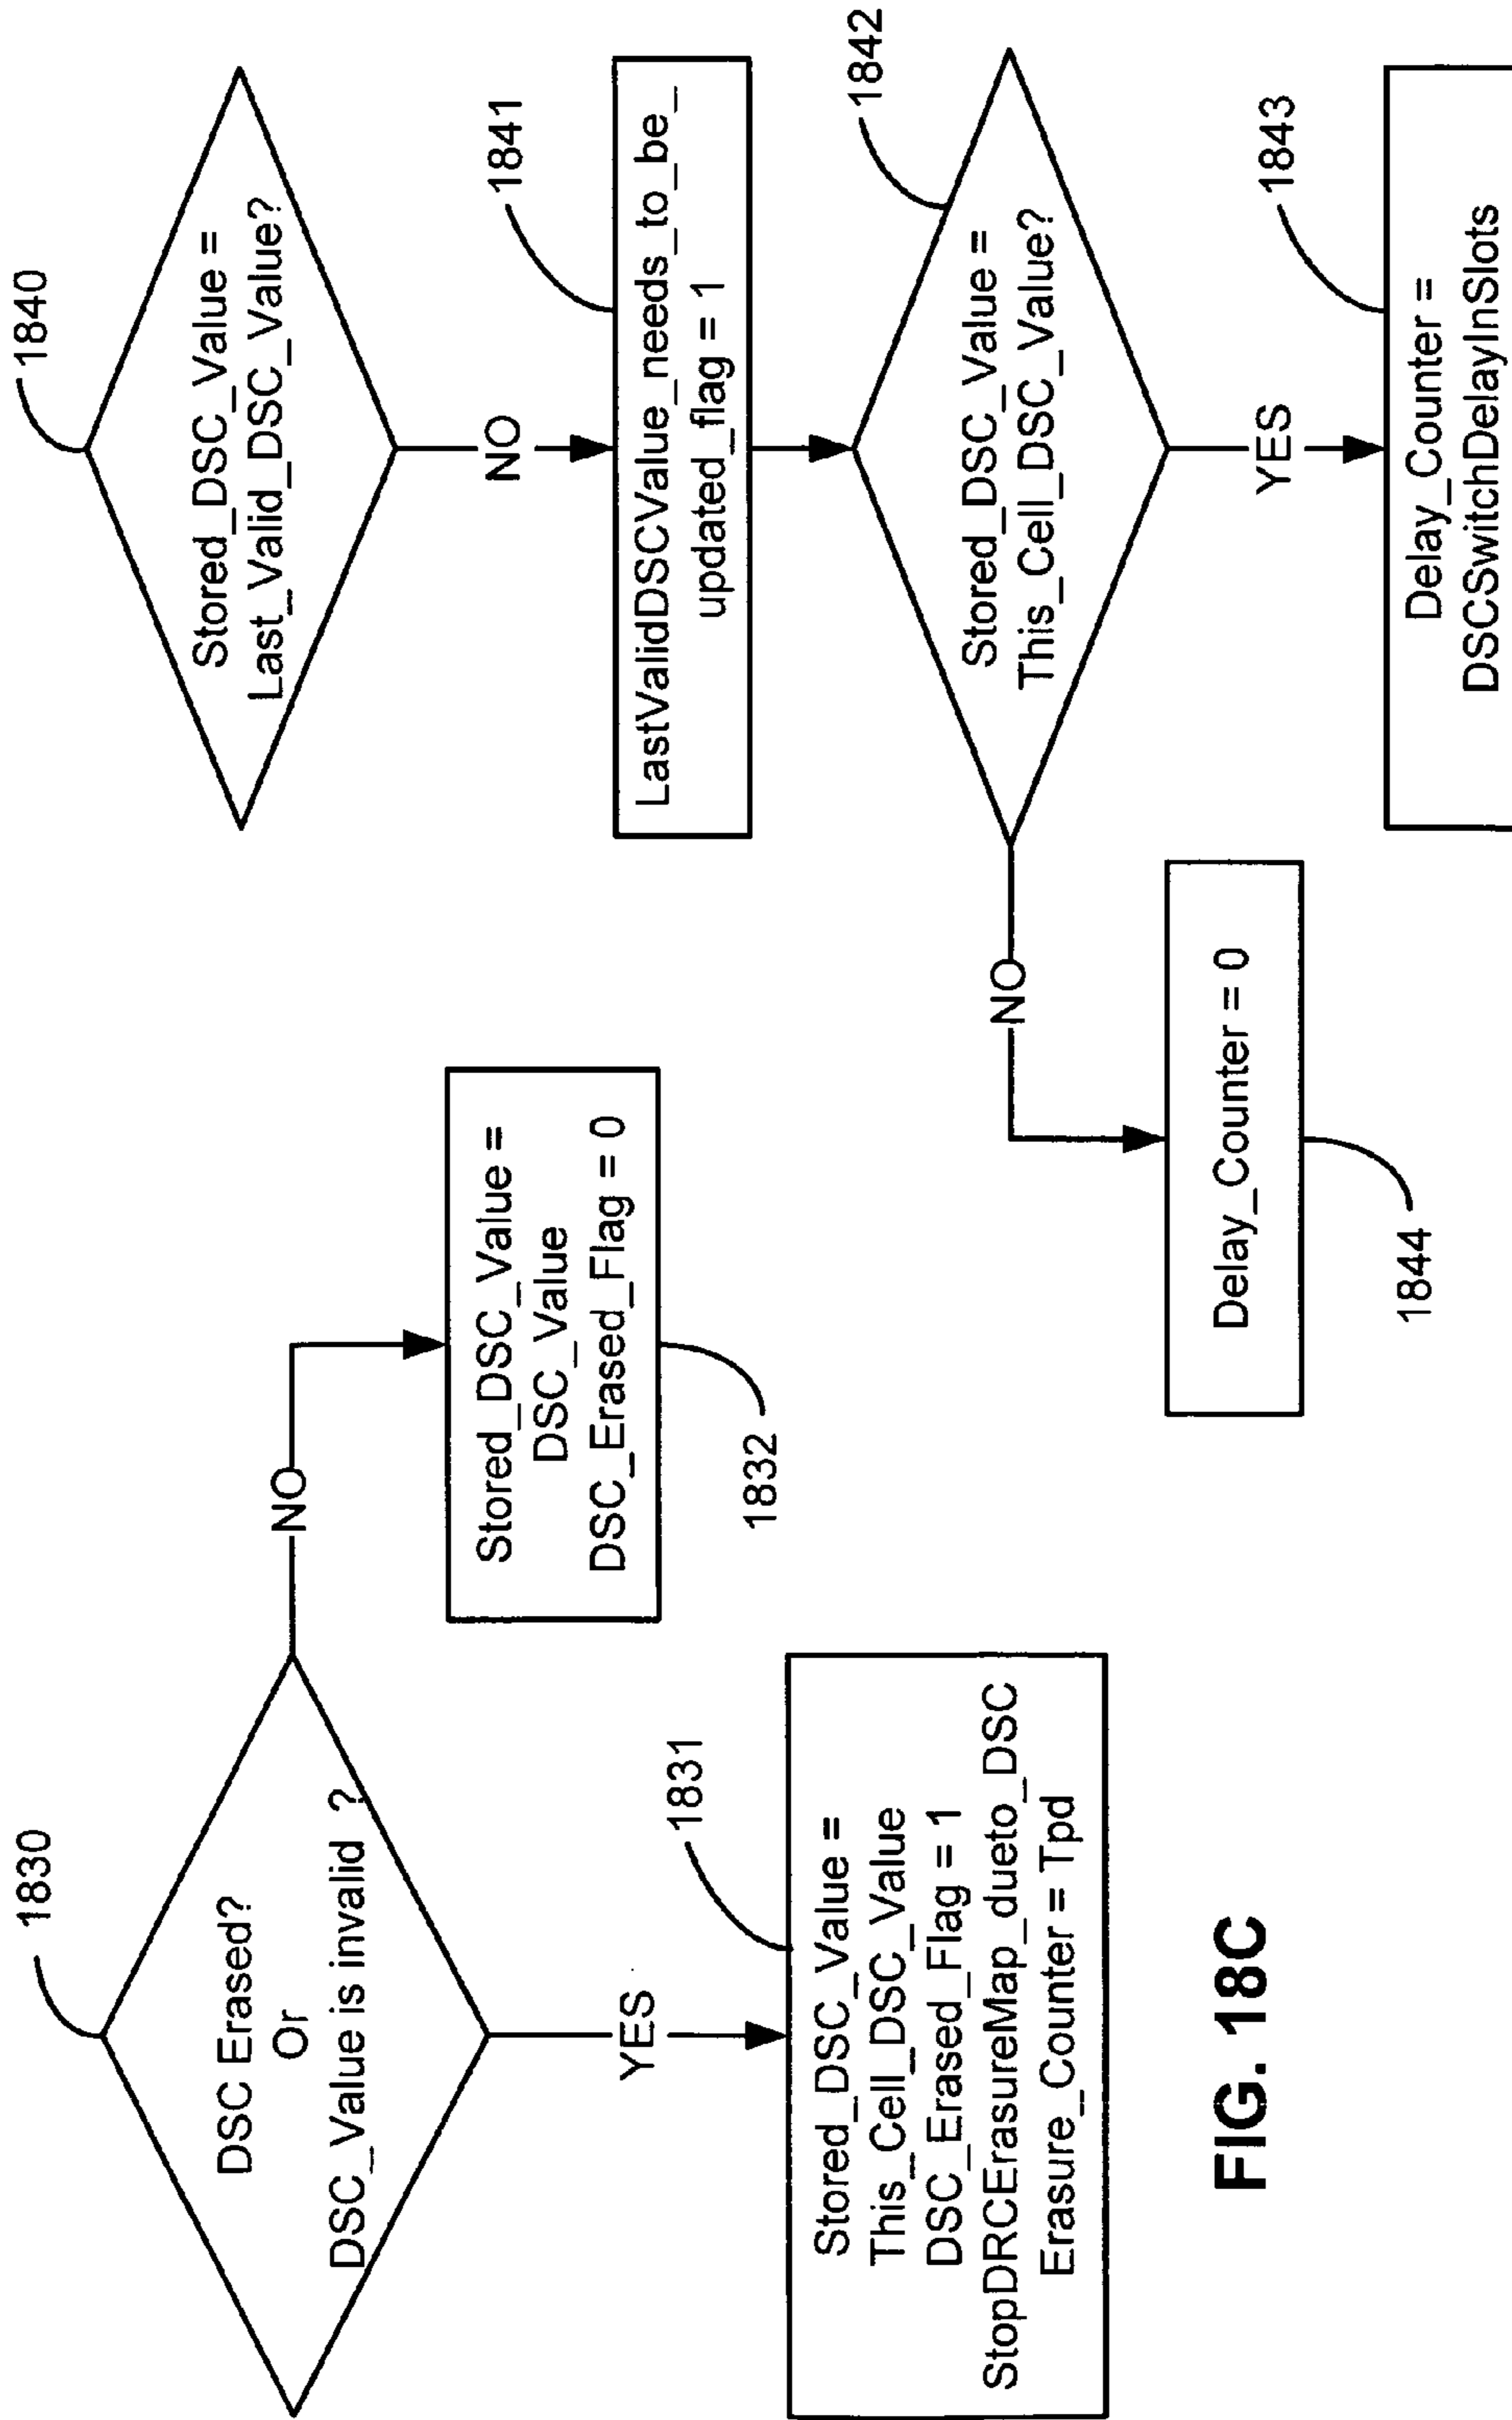 1830
DSC Erased?
Or
DSC_Value is invalid ?
NO
Stored_DSC_Value =
DSC_Value
DSC_Erased_Flag = 0
1832
YES
1831
Stored_DSC_Value =
This_Cell_DSC_Value
DSC_Erased_Flag = 1
StopDRCErasureMap_dueto_DSC
Erasure_Counter = Tpd
1840
Stored_DSC_Value =
Last_Valid_DSC_Value?
NO
1841
LastValidDSCValue_needs_to_be_
updated_flag = 1
1842
Stored_DSC_Value =
This_Cell_DSC_Value?
NO
Delay_Counter = 0
1844
YES
1843
Delay_Counter =
DSCSwitchDelayInSlots
FIG. 18C